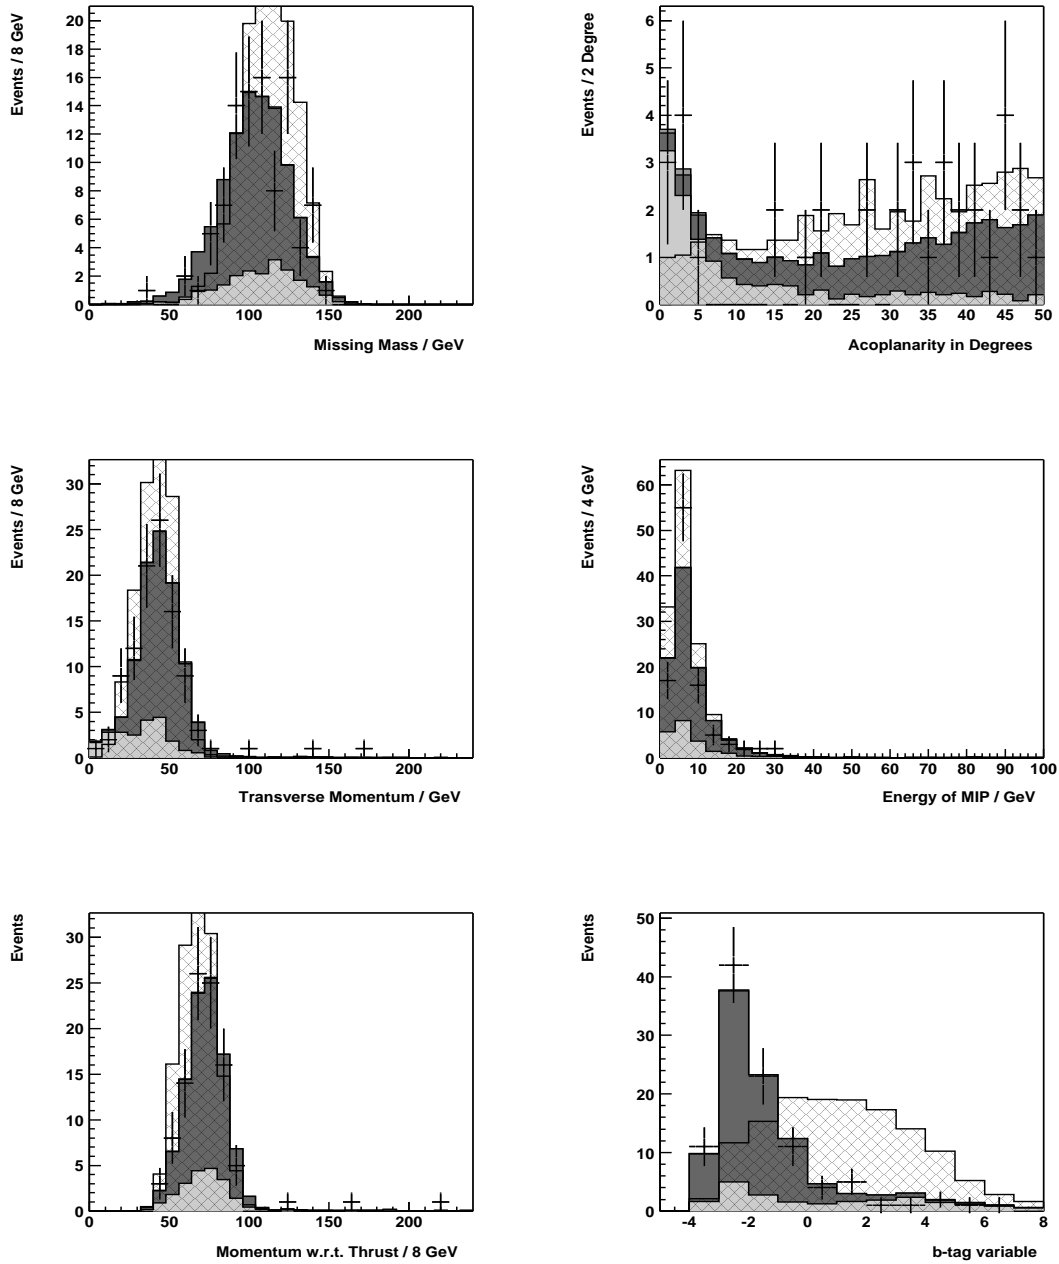 Events / 8 GeV
20
18
16
14
12
10
8
6
4
2
0
0 50 100 150 200
Missing Mass / GeV
Events / 2 Degree
6
5
4
3
2
1
0
0 5 10 15 20 25 30 35 40 45 50
Acoplanarity in Degrees
Events / 8 GeV
30
25
20
15
10
5
0
0 50 100 150 200
Transverse Momentum / GeV
Events / 4 GeV
60
50
40
30
20
10
0
0 10 20 30 40 50 60 70 80 90 100
Energy of MIP / GeV
Events
30
25
20
15
10
5
0
0 50 100 150 200
Momentum w.r.t. Thrust / 8 GeV
Events
50
40
30
20
10
0
-4 -2 0 2 4 6 8
b-tag variable